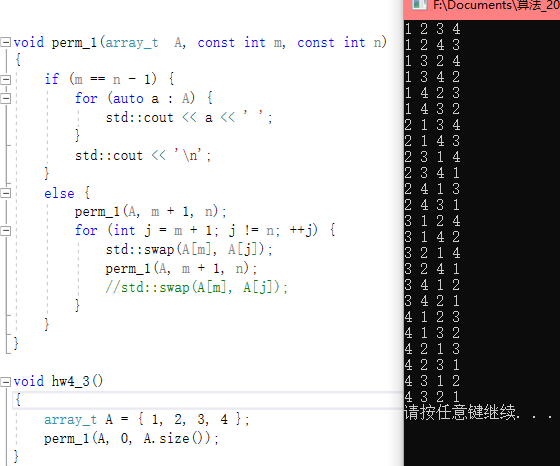 F:\Documents\算法_20
void perm_1(array_t  A, const int m, const int n)
{
if (m == n - 1) {
for (auto a : A) {
std::cout << a << ' ';
}
std::cout << '\n';
}
else {
perm_1(A, m + 1, n);
for (int j = m + 1; j != n; ++j) {
std::swap(A[m], A[j]);
perm_1(A, m + 1, n);
//std::swap(A[m], A[j]);
}
}
}
void hw4_3()
{
array_t A = { 1, 2, 3, 4 };
perm_1(A, 0, A.size());
}
1 2 3 4
1 2 4 3
1 3 2 4
1 3 4 2
1 4 2 3
1 4 3 2
2 1 3 4
2 1 4 3
2 3 1 4
2 3 4 1
2 4 1 3
2 4 3 1
3 1 2 4
3 1 4 2
3 2 1 4
3 2 4 1
3 4 1 2
3 4 2 1
4 1 2 3
4 1 3 2
4 2 1 3
4 2 3 1
4 3 1 2
4 3 2 1
请按任意键继续. . .